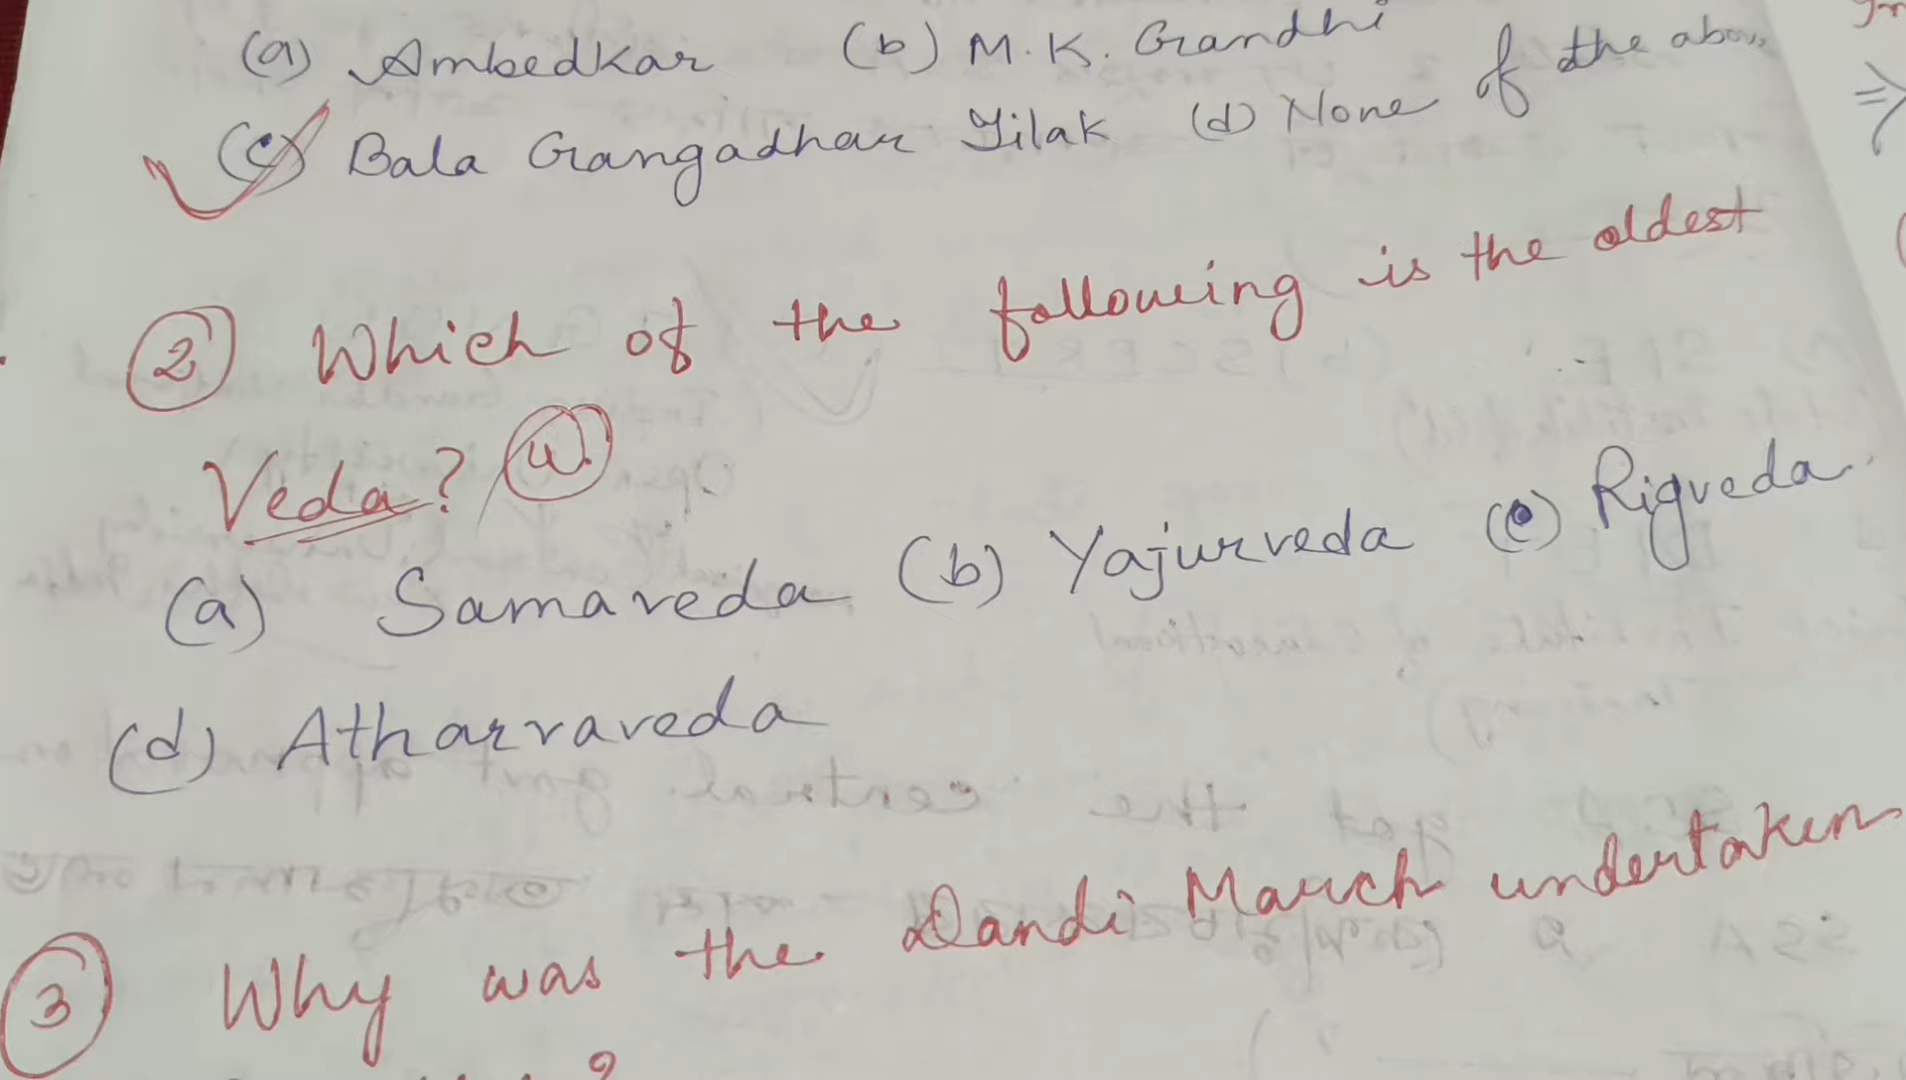 (a) Ambedkar (b) M.K. Gandhi
(c) Bala Gangadhar Tilak (d) None of the above
2 Which of the following is the oldest
Veda? 4
(a) Samaveda (b) Yajurveda (c) Rigveda
(d) Atharvaveda
3 Why was the Dandi March undertaken
?